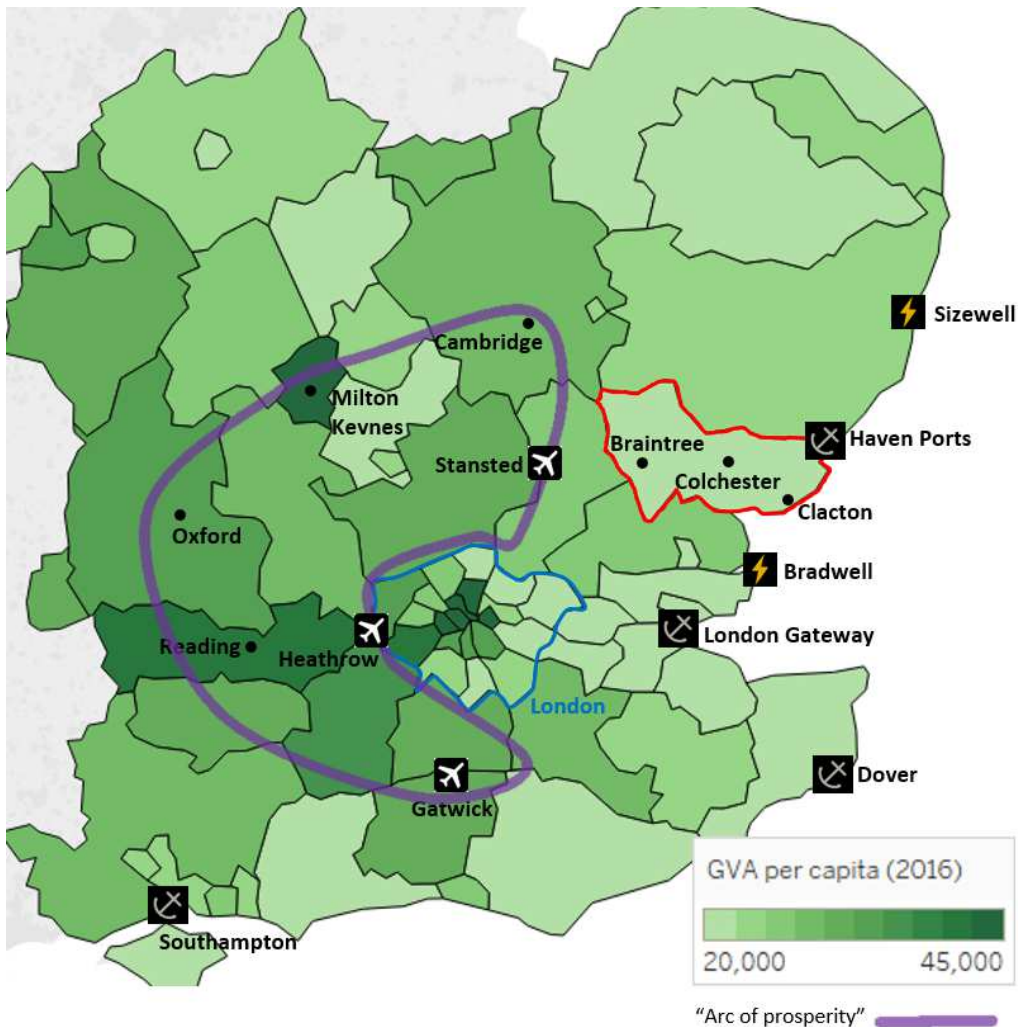 Cambridge
Sizewell
Milton
Kevnes
Haven Ports
Braintree
Stansted
Colchester
Clacton
Oxford
Bradwell
London Gateway
Reading
Heathrow
London
Dover
Gatwick
GVA per capita (2016)
20,000 45,000
Southampton
"Arc of prosperity"